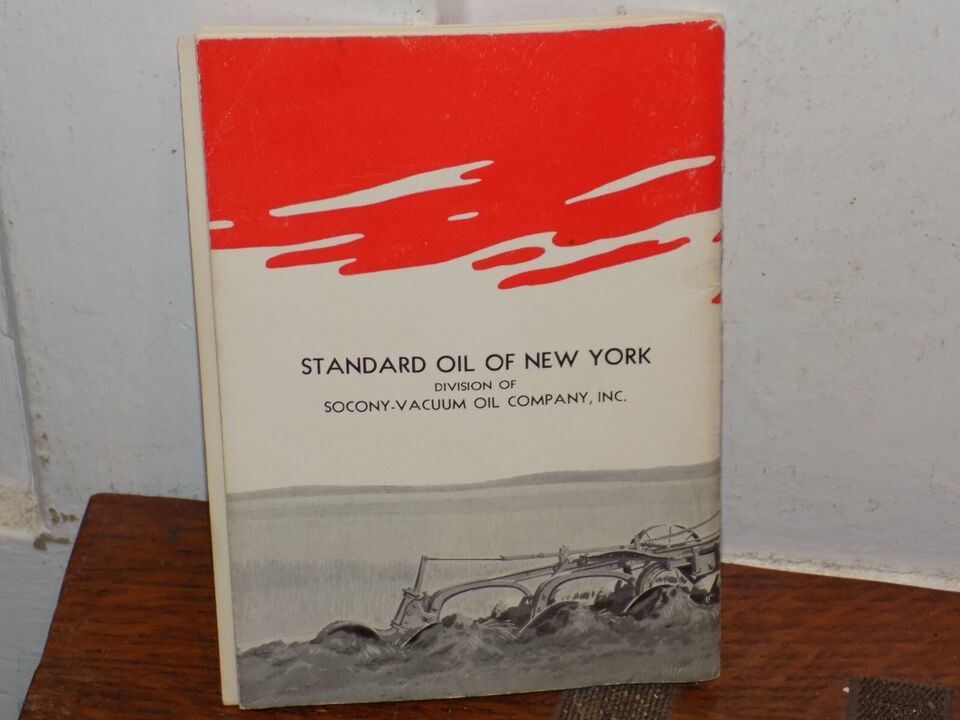 STANDARD OIL OF NEW YORK
DIVISION OF
SOCONY-VACUUM OIL COMPANY, INC.